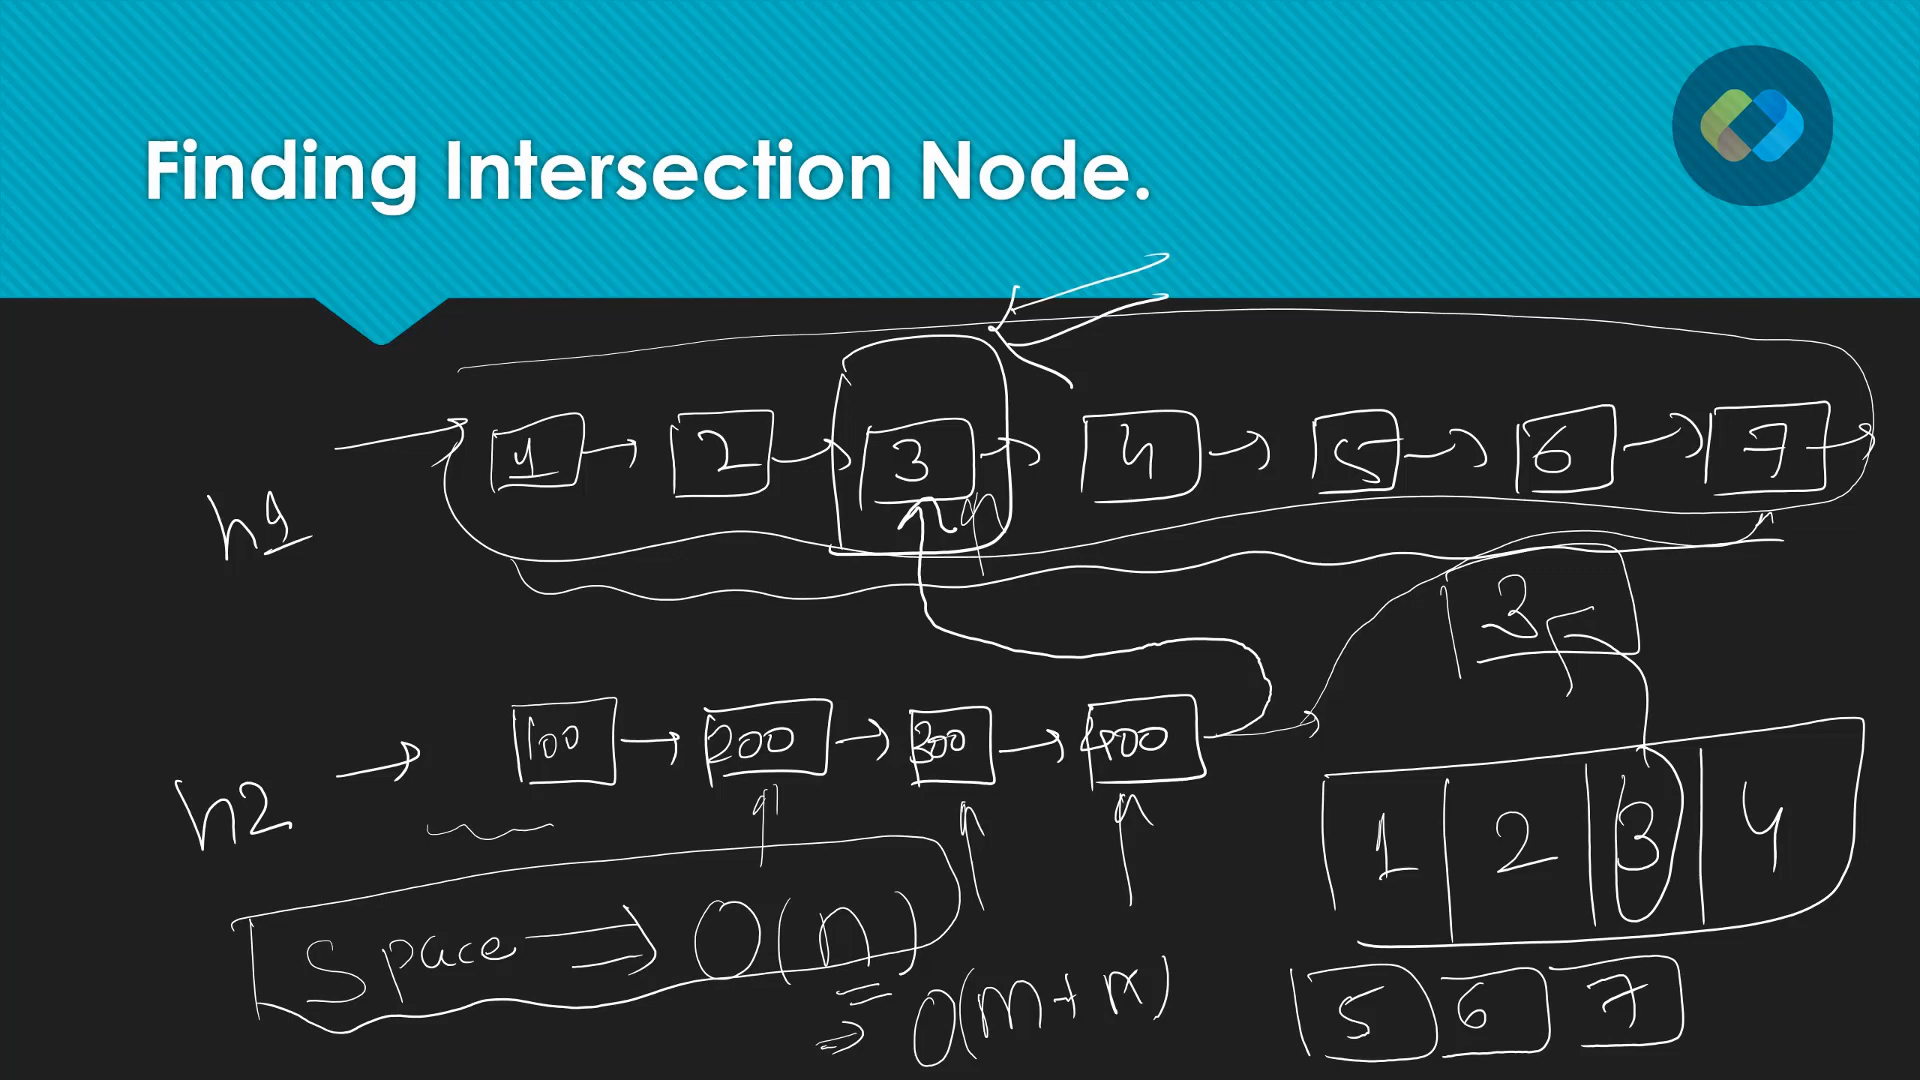 Finding Intersection Node.
h1 1 2 3 4 5 6 7
3
h2 100 200 300 400
1 2 3 4
Space O(n)
O(m+n)
5 6 7